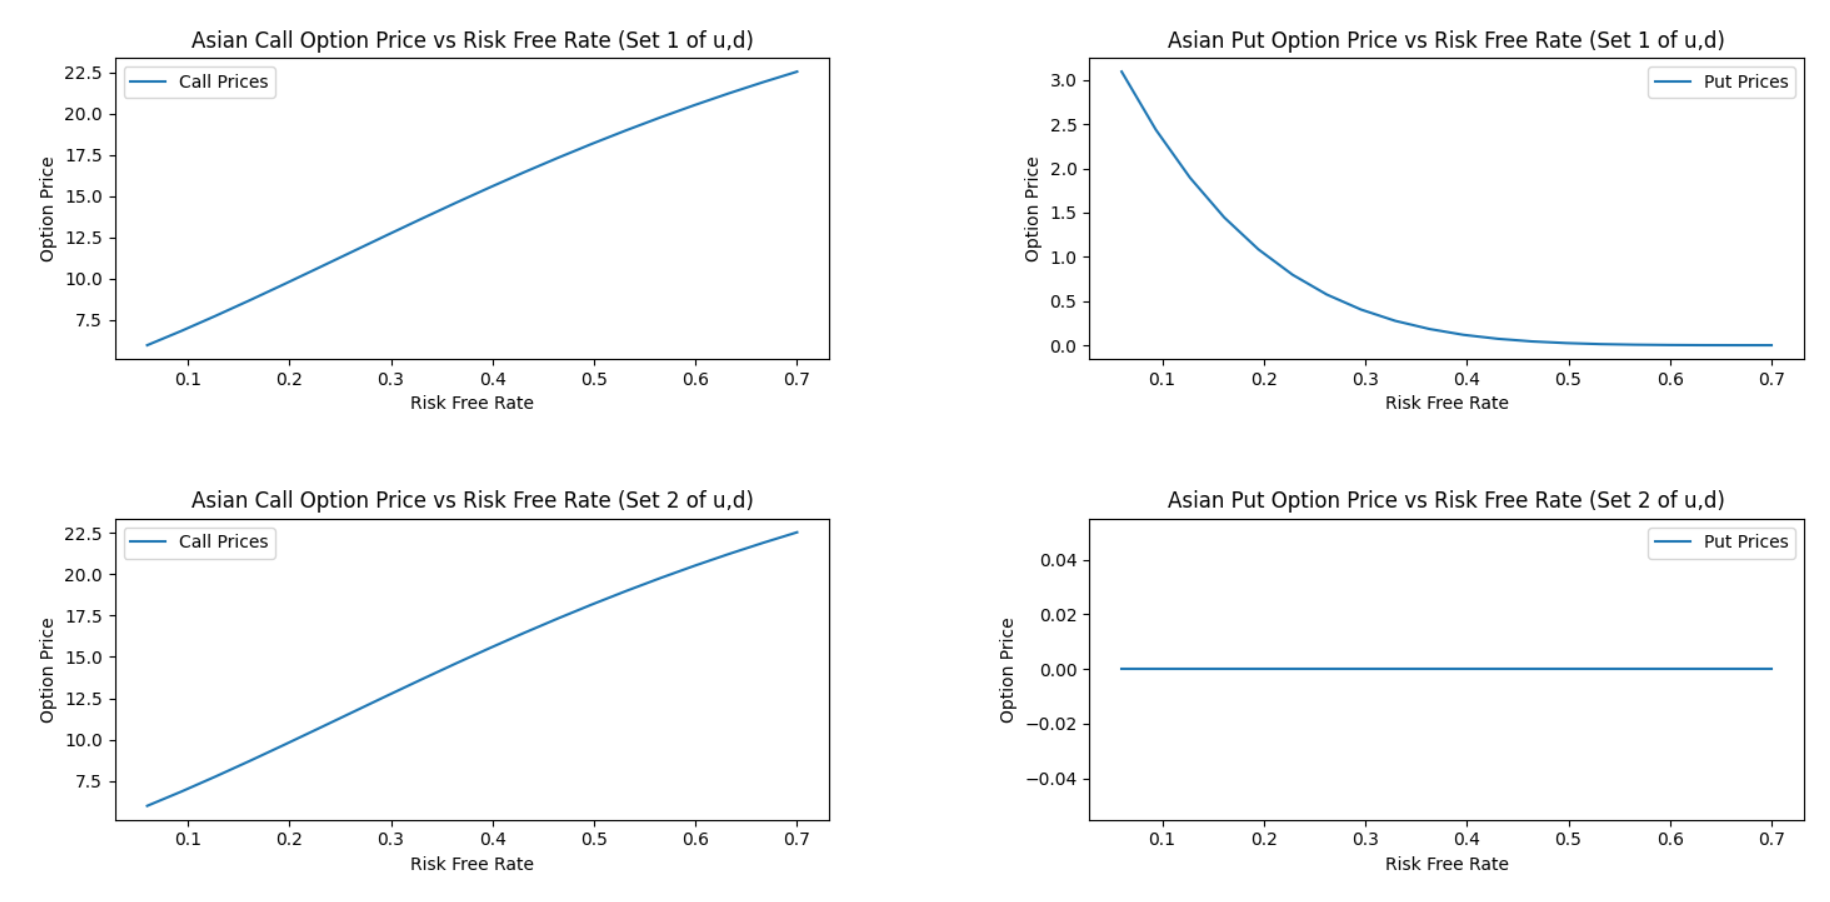 Asian Call Option Price vs Risk Free Rate (Set 1 of u,d)
Call Prices
22.5
20.0
17.5
15.0
12.5
10.0
7.5
Option Price
0.1 0.2 0.3 0.4 0.5 0.6 0.7
Risk Free Rate
Asian Put Option Price vs Risk Free Rate (Set 1 of u,d)
Put Prices
3.0
2.5
2.0
1.5
1.0
0.5
0.0
Option Price
0.1 0.2 0.3 0.4 0.5 0.6 0.7
Risk Free Rate
Asian Call Option Price vs Risk Free Rate (Set 2 of u,d)
Call Prices
22.5
20.0
17.5
15.0
12.5
10.0
7.5
Option Price
0.1 0.2 0.3 0.4 0.5 0.6 0.7
Risk Free Rate
Asian Put Option Price vs Risk Free Rate (Set 2 of u,d)
Put Prices
0.04
0.02
0.00
−0.02
−0.04
Option Price
0.1 0.2 0.3 0.4 0.5 0.6 0.7
Risk Free Rate